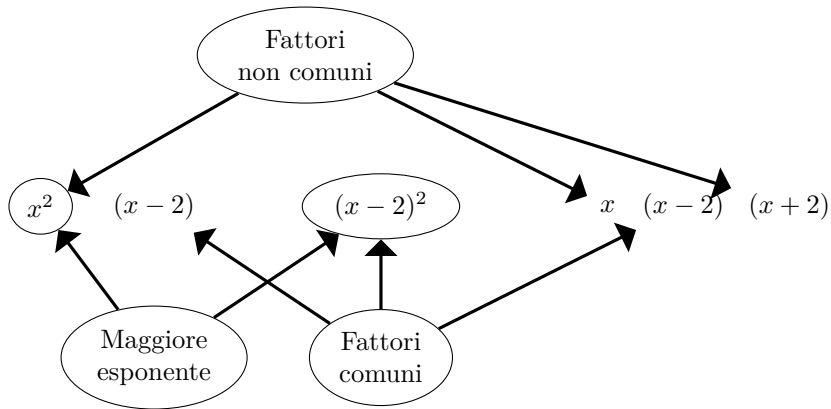 Fattori
non comuni
x² (x − 2) (x − 2)² x (x − 2) (x + 2)
Maggiore
esponente
Fattori
comuni